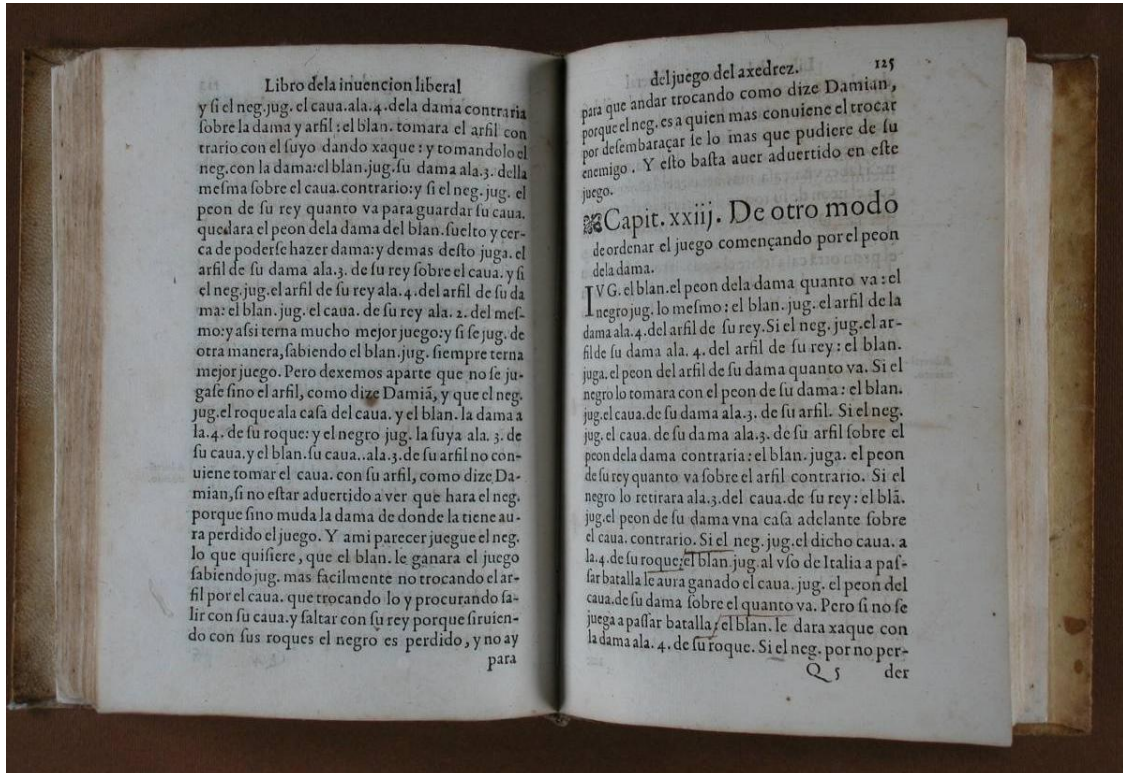 Libro dela inuencion liberal
y ſi el neg.jug. el caua.ala.4.dela dama contraria
ſobre la dama y arfil : el blan. tomara el arfil con
trario con el ſuyo dando xaque : y tomandolo el
neg.con la dama:el blan.jug.ſu dama ala.3. della
meſma ſobre el caua.contrario:y ſi el neg. jug. el
peon de ſu rey quanto va para guardar ſu caua.
quedara el peon dela dama del blan.ſuelto y cer-
ca de poderſe hazer dama:y demas deſto juga. el
arfil de ſu dama ala.3. de ſu rey ſobre el caua. y ſi
el neg.jug.el arfil de ſu rey ala.4.del arfil de ſu da
ma: el blan. jug. el caua. de ſu rey ala. 2. del meſ-
mo:y aſsi terna mucho mejor juego:y ſi ſe jug. de
otra manera, ſabiendo el blan.jug. ſiempre terna
mejor juego. Pero dexemos aparte que no ſe ju-
gaſe ſino el arfil, como dize Damiã, y que el neg.
jug.el roque ala caſa del caua. y el blan. la dama a
la.4. de ſu roque: y el negro jug. la ſuya ala. 3. de
ſu caua.y el blan.ſu caua..ala.3.de ſu arfil no con-
uiene tomar el caua. con ſu arfil, como dize Da-
mian, ſi no eſtar aduertido a ver que hara el neg.
porque ſino muda la dama de donde la tiene au-
ra perdido el juego. Y ami parecer juegue el neg.
lo que quiſiere, que el blan. le ganara el juego
ſabiendo jug. mas facilmente no trocando el ar-
fil por el caua. que trocando lo y procurando ſa-
lir con ſu caua.y ſaltar con ſu rey porque ſiruien-
do con ſus roques el negro es perdido, y no ay
para
del juego del axedrez. 125
para que andar trocando como dize Damian,
porque el neg. es a quien mas conuiene el trocar
por deſembaraçar ſe lo mas que pudiere de ſu
enemigo. Y eſto baſta auer aduertido en eſte
juego.
Capit. xxiij. De otro modo
de ordenar el juego començando por el peon
dela dama.
IVG. el blan.el peon dela dama quanto va : el
negro jug. lo meſmo : el blan. jug. el arfil de la
dama ala.4.del arfil de ſu rey.Si el neg. jug.el ar-
fil de ſu dama ala. 4. del arfil de ſu rey : el blan.
juga. el peon del arfil de ſu dama quanto va. Si el
negro lo tomara con el peon de ſu dama : el blan.
jug.el caua.de ſu dama ala.3. de ſu arfil. Si el neg.
jug. el caua. de ſu dama ala.3. de ſu arfil ſobre el
peon dela dama contraria : el blan. juga. el peon
de ſu rey quanto va ſobre el arfil contrario. Si el
negro lo retirara ala.3.del caua.de ſu rey : el blã.
jug.el peon de ſu dama vna caſa adelante ſobre
el caua. contrario. Si el neg. jug.el dicho caua. a
la.4. de ſu roque: el blan. jug. al vſo de Italia a paſ-
ſar batalla le aura ganado el caua. jug. el peon del
caua.de ſu dama ſobre el quanto va. Pero ſi no ſe
juega a paſſar batalla: el blan. le dara xaque con
la dama ala. 4. de ſu roque. Si el neg. por no per-
Q 5 der